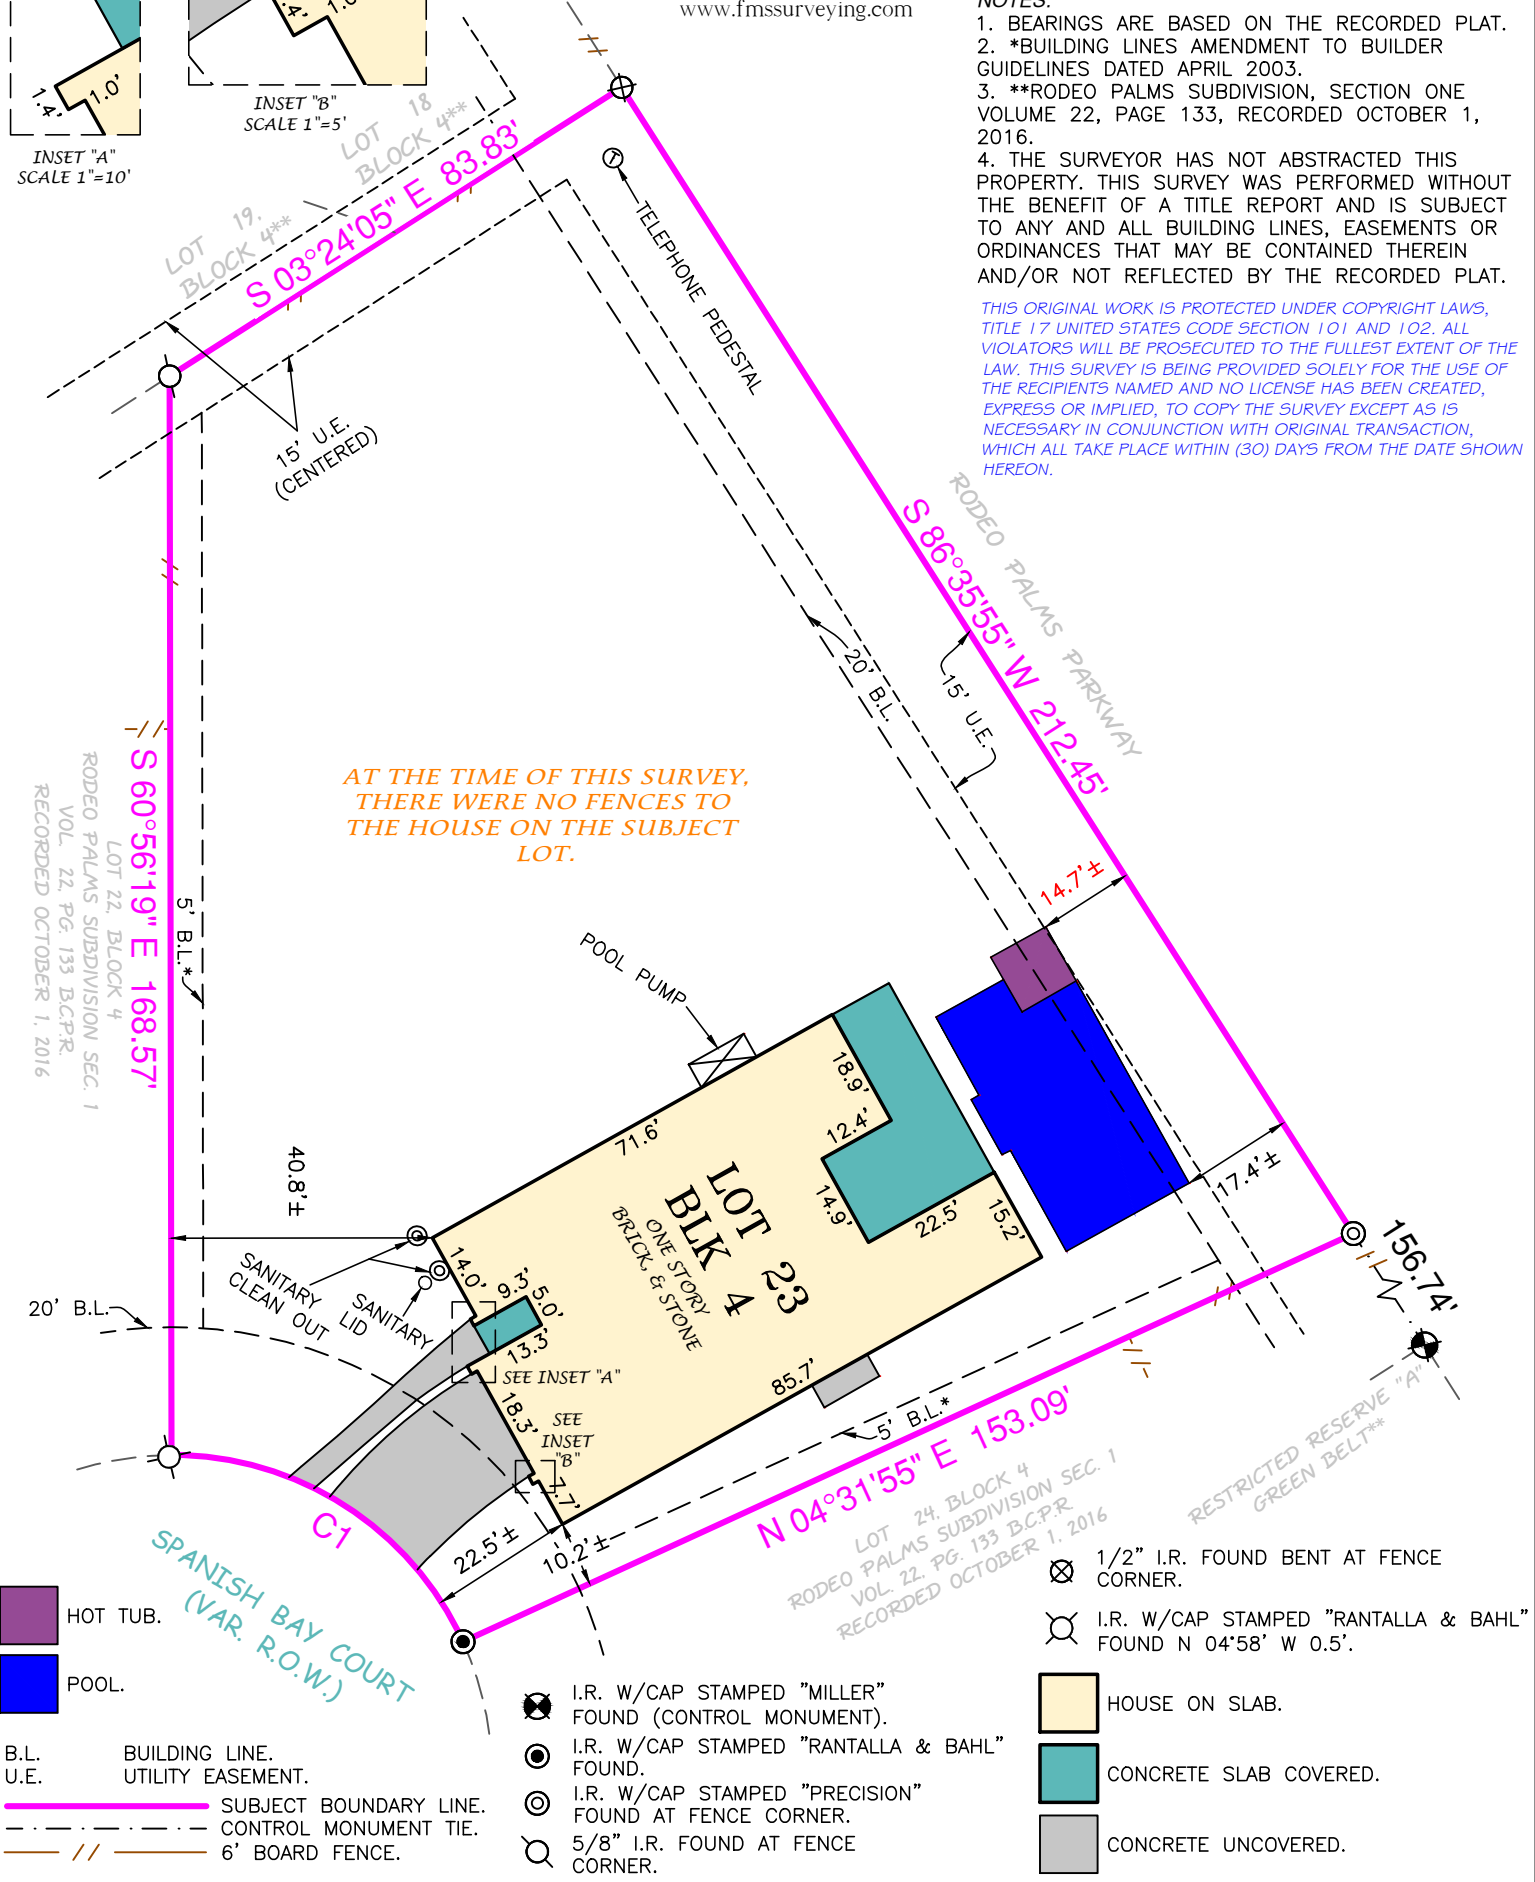 www.fmssurveying.com
NOTES:
1. BEARINGS ARE BASED ON THE RECORDED PLAT.
2. *BUILDING LINES AMENDMENT TO BUILDER
GUIDELINES DATED APRIL 2003.
3. **RODEO PALMS SUBDIVISION, SECTION ONE
VOLUME 22, PAGE 133, RECORDED OCTOBER 1,
2016.
4. THE SURVEYOR HAS NOT ABSTRACTED THIS
PROPERTY. THIS SURVEY WAS PERFORMED WITHOUT
THE BENEFIT OF A TITLE REPORT AND IS SUBJECT
TO ANY AND ALL BUILDING LINES, EASEMENTS OR
ORDINANCES THAT MAY BE CONTAINED THEREIN
AND/OR NOT REFLECTED BY THE RECORDED PLAT.
THIS ORIGINAL WORK IS PROTECTED UNDER COPYRIGHT LAWS,
TITLE 17 UNITED STATES CODE SECTION 101 AND 102. ALL
VIOLATORS WILL BE PROSECUTED TO THE FULLEST EXTENT OF THE
LAW. THIS SURVEY IS BEING PROVIDED SOLELY FOR THE USE OF
THE RECIPIENTS NAMED AND NO LICENSE HAS BEEN CREATED,
EXPRESS OR IMPLIED, TO COPY THE SURVEY EXCEPT AS IS
NECESSARY IN CONJUNCTION WITH ORIGINAL TRANSACTION,
WHICH ALL TAKE PLACE WITHIN (30) DAYS FROM THE DATE SHOWN
HEREON.
1.0'
1.4'
INSET "A"
SCALE 1"=10'
INSET "B"
SCALE 1"=5'
LOT 18
BLOCK 4**
LOT 19,
BLOCK 4**
S 03°24'05" E 83.83'
T
TELEPHONE PEDESTAL
15' U.E.
(CENTERED)
RODEO PALMS PARKWAY
S 86°35'55" W 212.45'
20' B.L.
15' U.E.
AT THE TIME OF THIS SURVEY,
THERE WERE NO FENCES TO
THE HOUSE ON THE SUBJECT
LOT.
S 60°56'19" E 168.57'
LOT 22, BLOCK 4
RODEO PALMS SUBDIVISION SEC. 1
VOL. 22, PG. 133 B.C.P.R.
RECORDED OCTOBER 1, 2016
5' B.L.*
14.7'±
POOL PUMP
18.9'
12.4'
71.6'
14.9'
22.5'
15.2'
17.4'±
40.8'±
LOT 23
BLK 4
ONE STORY
BRICK, & STONE
SANITARY
CLEAN OUT
SANITARY
LID
14.0'
9.3'
5.0'
13.3'
20' B.L.
SEE INSET "A"
18.3'
SEE
INSET
"B"
7.7'
85.7'
156.74'
5' B.L.*
N 04°31'55" E 153.09'
RESTRICTED RESERVE "A"
GREEN BELT**
LOT 24, BLOCK 4
RODEO PALMS SUBDIVISION SEC. 1
VOL. 22, PG. 133 B.C.P.R.
RECORDED OCTOBER 1, 2016
22.5'±
10.2'±
C1
SPANISH BAY COURT
(VAR. R.O.W.)
HOT TUB.
POOL.
B.L. BUILDING LINE.
U.E. UTILITY EASEMENT.
SUBJECT BOUNDARY LINE.
CONTROL MONUMENT TIE.
6' BOARD FENCE.
I.R. W/CAP STAMPED "MILLER"
FOUND (CONTROL MONUMENT).
I.R. W/CAP STAMPED "RANTALLA & BAHL"
FOUND.
I.R. W/CAP STAMPED "PRECISION"
FOUND AT FENCE CORNER.
5/8" I.R. FOUND AT FENCE
CORNER.
1/2" I.R. FOUND BENT AT FENCE
CORNER.
I.R. W/CAP STAMPED "RANTALLA & BAHL"
FOUND N 04°58' W 0.5'.
HOUSE ON SLAB.
CONCRETE SLAB COVERED.
CONCRETE UNCOVERED.